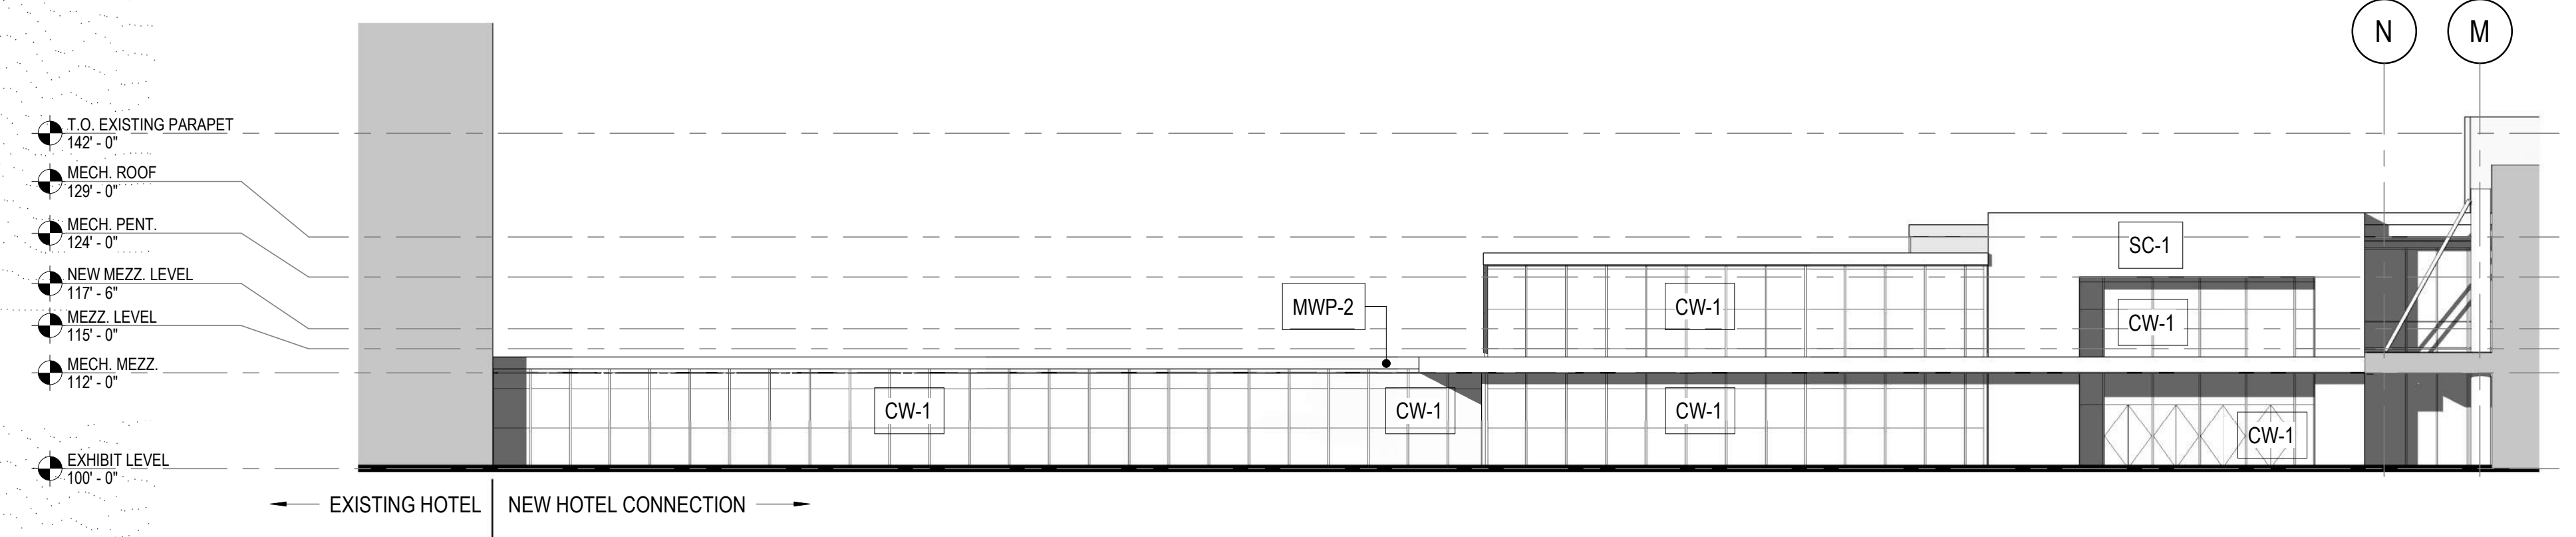 N
M
T.O. EXISTING PARAPET
142' - 0"
MECH. ROOF
129' - 0"
MECH. PENT.
124' - 0"
NEW MEZZ. LEVEL
117' - 6"
MEZZ. LEVEL
115' - 0"
MECH. MEZZ.
112' - 0"
EXHIBIT LEVEL
100' - 0"
SC-1
MWP-2
CW-1
CW-1
CW-1
CW-1
CW-1
CW-1
EXISTING HOTEL
NEW HOTEL CONNECTION